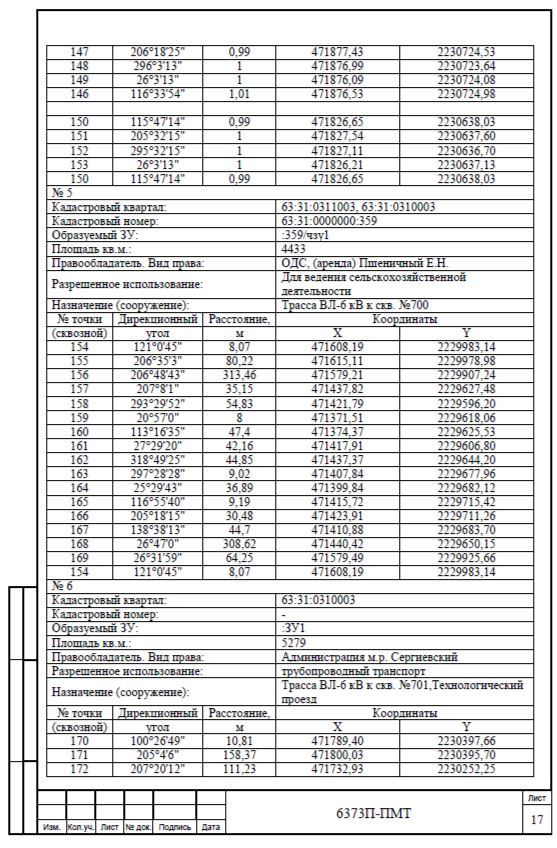 147 206°18'25" 0,99 471877,43 2230724,53
148 296°3'13" 1 471876,99 2230723,64
149 26°3'13" 1 471876,09 2230724,08
146 116°33'54" 1,01 471876,53 2230724,98
150 115°47'14" 0,99 471826,65 2230638,03
151 205°32'15" 1 471827,54 2230637,60
152 295°32'15" 1 471827,11 2230636,70
153 26°3'13" 1 471826,21 2230637,13
150 115°47'14" 0,99 471826,65 2230638,03
№ 5
Кадастровый квартал: 63:31:0311003, 63:31:0310003
Кадастровый номер: 63:31:0000000:359
Образуемый ЗУ: :359/чзу1
Площадь кв.м.: 4433
Правообладатель. Вид права: ОДС, (аренда) Пшеничный Е.Н.
Разрешенное использование: Для ведения сельскохозяйственной
деятельности
Назначение (сооружение): Трасса ВЛ-6 кВ к скв. №700
№ точки Дирекционный Расстояние, Координаты
(сквозной) угол м X Y
154 121°0'45" 8,07 471608,19 2229983,14
155 206°35'3" 80,22 471615,11 2229978,98
156 206°48'43" 313,46 471579,21 2229907,24
157 207°8'1" 35,15 471437,82 2229627,48
158 293°29'52" 54,83 471421,79 2229596,20
159 20°57'0" 8 471371,51 2229618,06
160 113°16'35" 47,4 471374,37 2229625,53
161 27°29'20" 42,16 471417,91 2229606,80
162 318°49'25" 44,85 471437,37 2229644,20
163 297°28'28" 9,02 471407,84 2229677,96
164 25°29'43" 36,89 471399,84 2229682,12
165 116°55'40" 9,19 471415,72 2229715,42
166 205°18'15" 30,48 471423,91 2229711,26
167 138°38'13" 44,7 471410,88 2229683,70
168 26°47'0" 308,62 471440,42 2229650,15
169 26°31'59" 64,25 471579,49 2229925,66
154 121°0'45" 8,07 471608,19 2229983,14
№ 6
Кадастровый квартал: 63:31:0310003
Кадастровый номер: -
Образуемый ЗУ: :ЗУ1
Площадь кв.м.: 5279
Правообладатель. Вид права: Администрация м.р. Сергиевский
Разрешенное использование: трубопроводный транспорт
Назначение (сооружение): Трасса ВЛ-6 кВ к скв. №701,Технологический
проезд
№ точки Дирекционный Расстояние, Координаты
(сквозной) угол м X Y
170 100°26'49" 10,81 471789,40 2230397,66
171 205°4'6" 158,37 471800,03 2230395,70
172 207°20'12" 111,23 471732,93 2230252,25
6373П-ПМТ Лист
17
Изм. Кол.уч. Лист № док. Подпись Дата